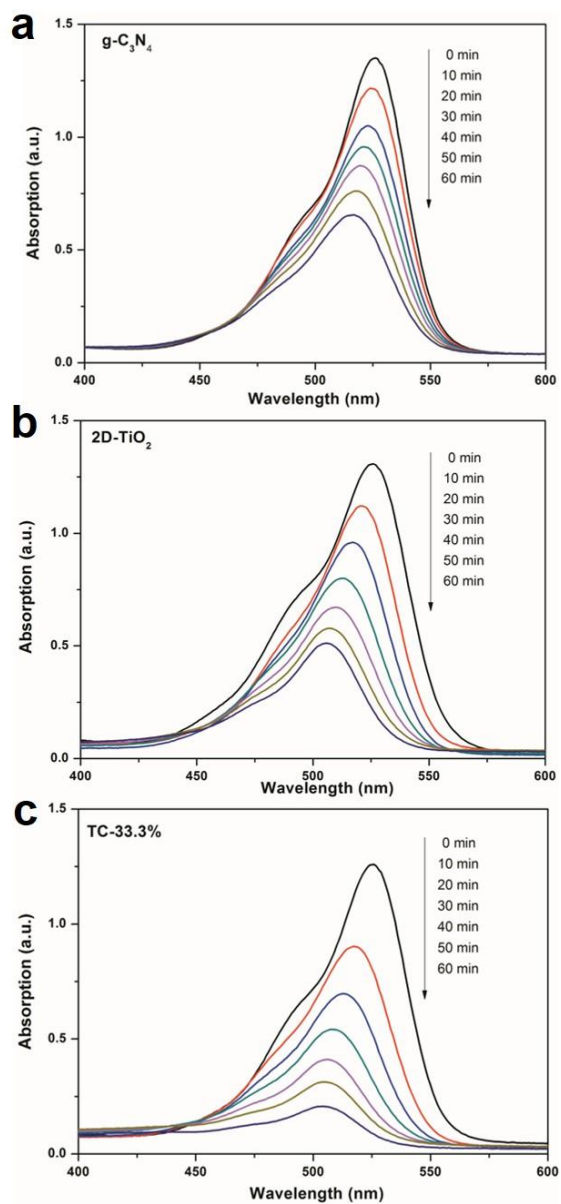 a
g-C₃N₄
1.5
1.0
0.5
0.0
Absorption (a.u.)
0 min
10 min
20 min
30 min
40 min
50 min
60 min
400
450
500
550
600
Wavelength (nm)
b
2D-TiO₂
1.5
1.0
0.5
0.0
Absorption (a.u.)
0 min
10 min
20 min
30 min
40 min
50 min
60 min
400
450
500
550
600
Wavelength (nm)
c
TC-33.3%
1.5
1.0
0.5
0.0
Absorption (a.u.)
0 min
10 min
20 min
30 min
40 min
50 min
60 min
400
450
500
550
600
Wavelength (nm)